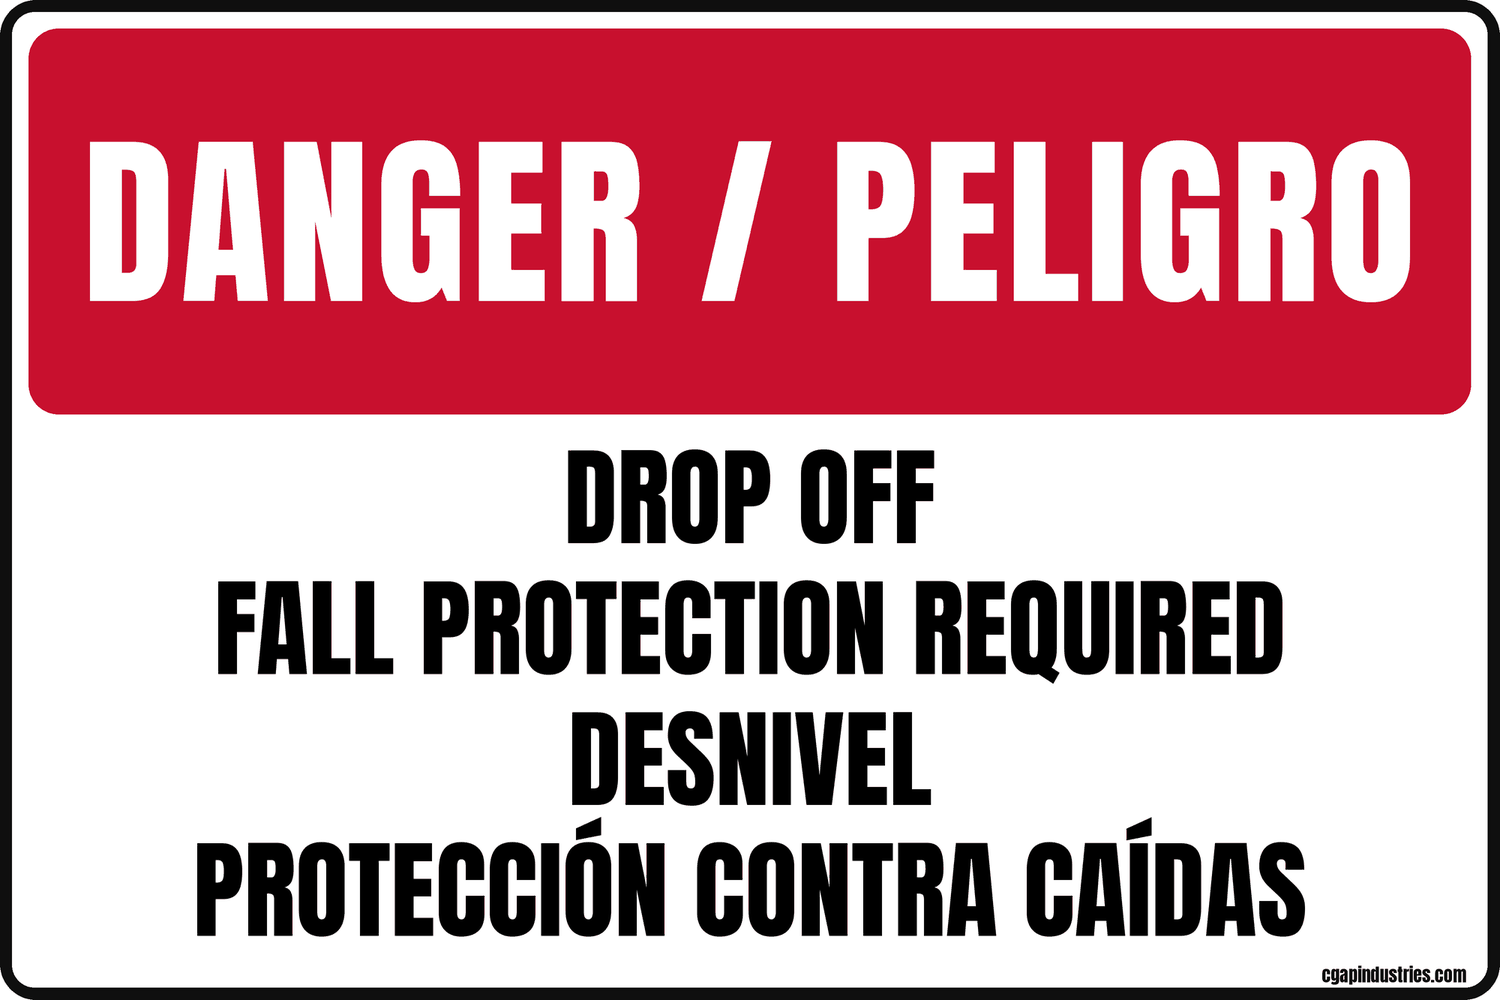 DANGER / PELIGRO
DROP OFF
FALL PROTECTION REQUIRED
DESNIVEL
PROTECCIÓN CONTRA CAÍDAS
cgapindustries.com